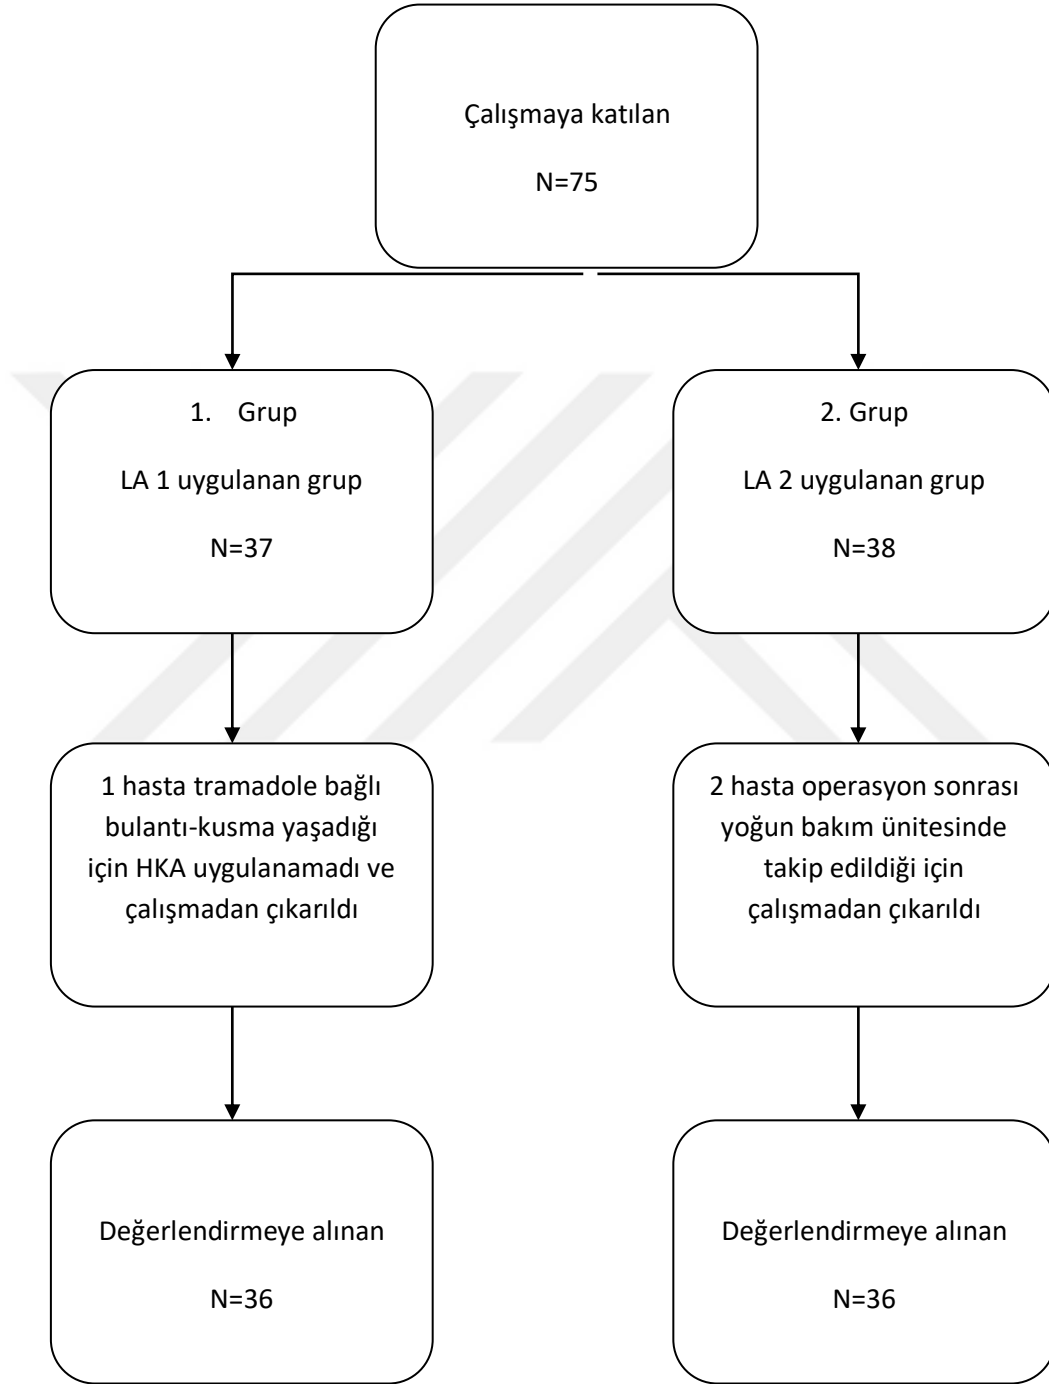 Çalışmaya katılan
N=75
1. Grup
LA 1 uygulanan grup
N=37
2. Grup
LA 2 uygulanan grup
N=38
1 hasta tramadole bağlı
bulantı-kusma yaşadığı
için HKA uygulanamadı ve
çalışmadan çıkarıldı
2 hasta operasyon sonrası
yoğun bakım ünitesinde
takip edildiği için
çalışmadan çıkarıldı
Değerlendirmeye alınan
N=36
Değerlendirmeye alınan
N=36